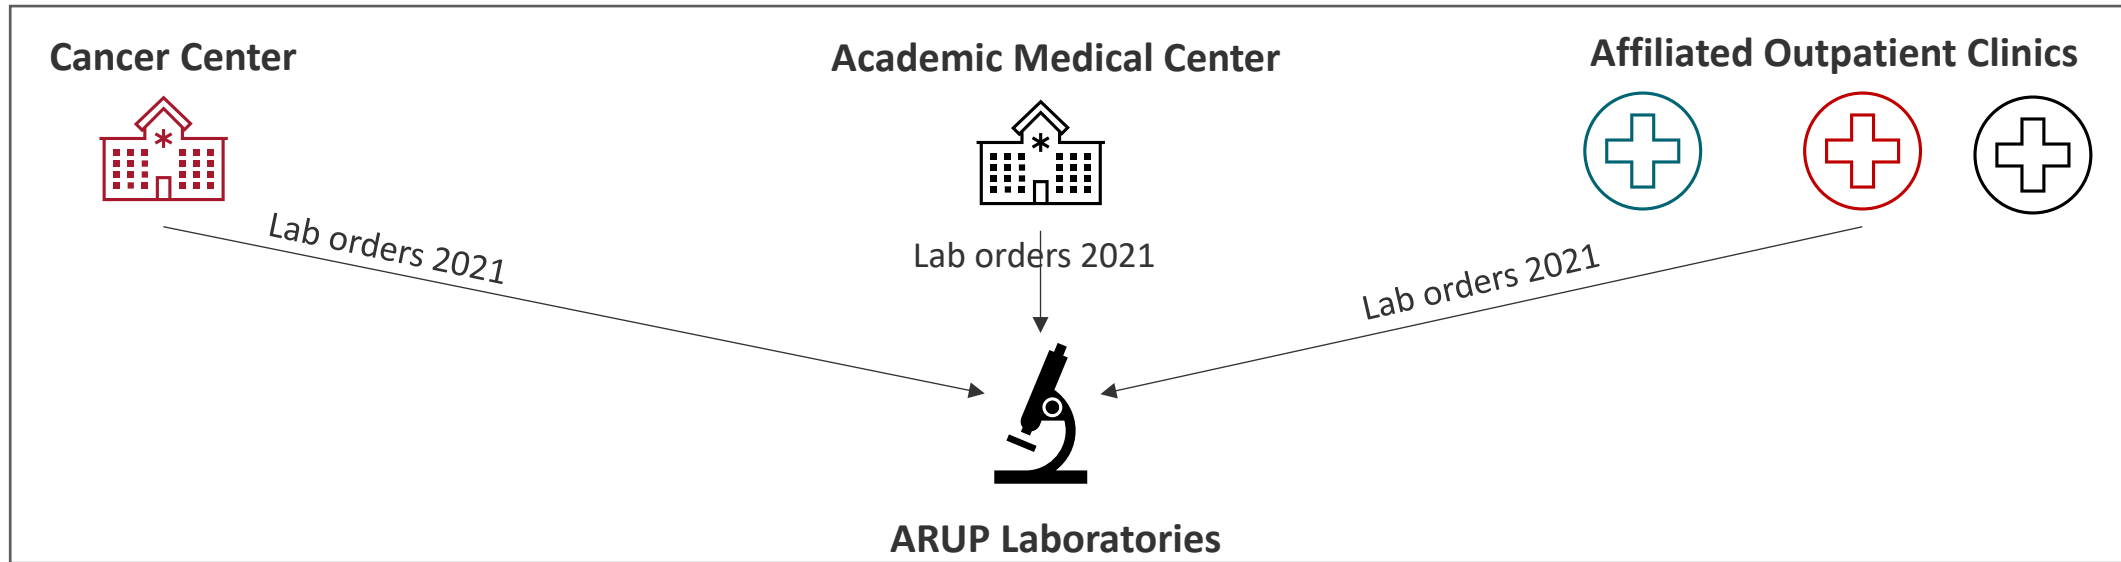 Cancer Center
Academic Medical Center
Affiliated Outpatient Clinics
Lab orders 2021
Lab orders 2021
Lab orders 2021
ARUP Laboratories